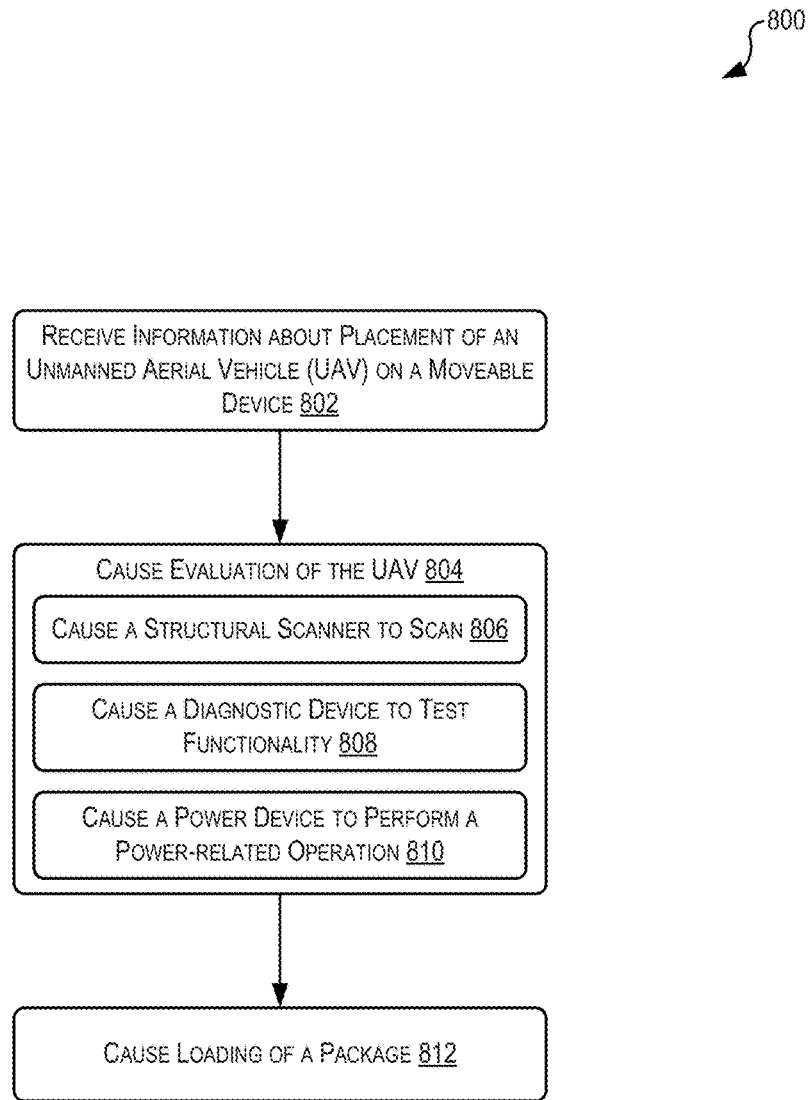 800
RECEIVE INFORMATION ABOUT PLACEMENT OF AN
UNMANNED AERIAL VEHICLE (UAV) ON A MOVEABLE
DEVICE 802
CAUSE EVALUATION OF THE UAV 804
CAUSE A STRUCTURAL SCANNER TO SCAN 806
CAUSE A DIAGNOSTIC DEVICE TO TEST
FUNCTIONALITY 808
CAUSE A POWER DEVICE TO PERFORM A
POWER-RELATED OPERATION 810
CAUSE LOADING OF A PACKAGE 812